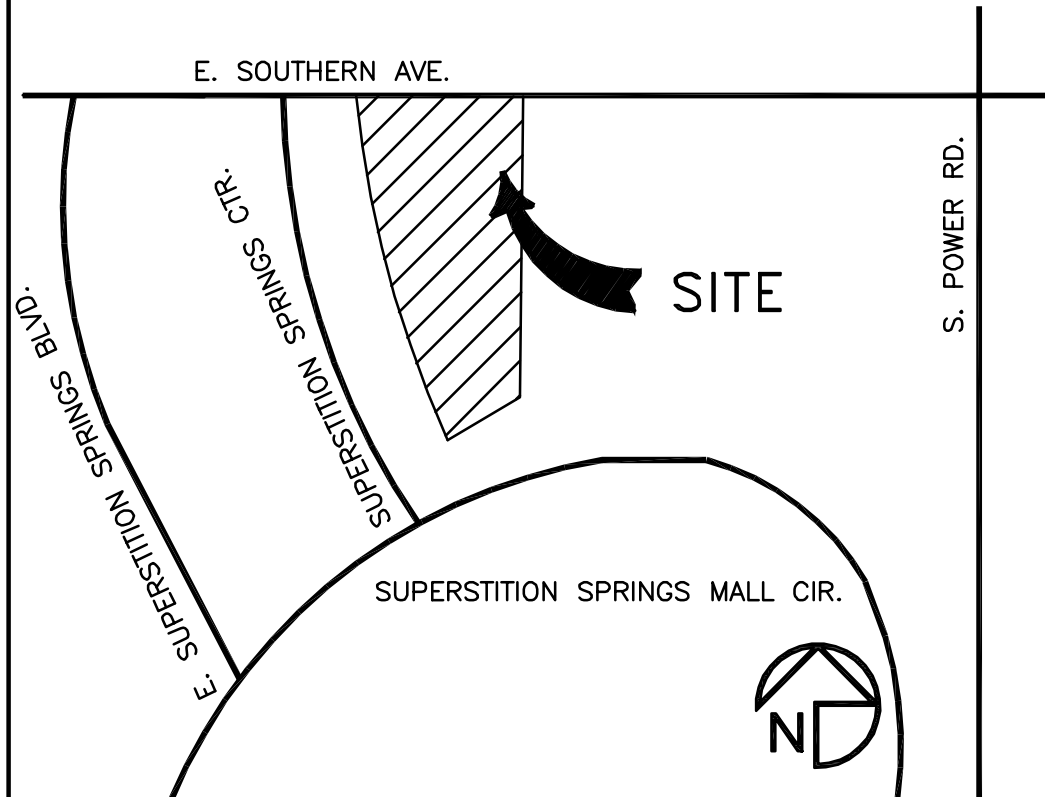 E. SOUTHERN AVE.
S. POWER RD.
SUPERSTITION SPRINGS CTR.
SITE
E. SUPERSTITION SPRINGS BLVD.
SUPERSTITION SPRINGS MALL CIR.
N